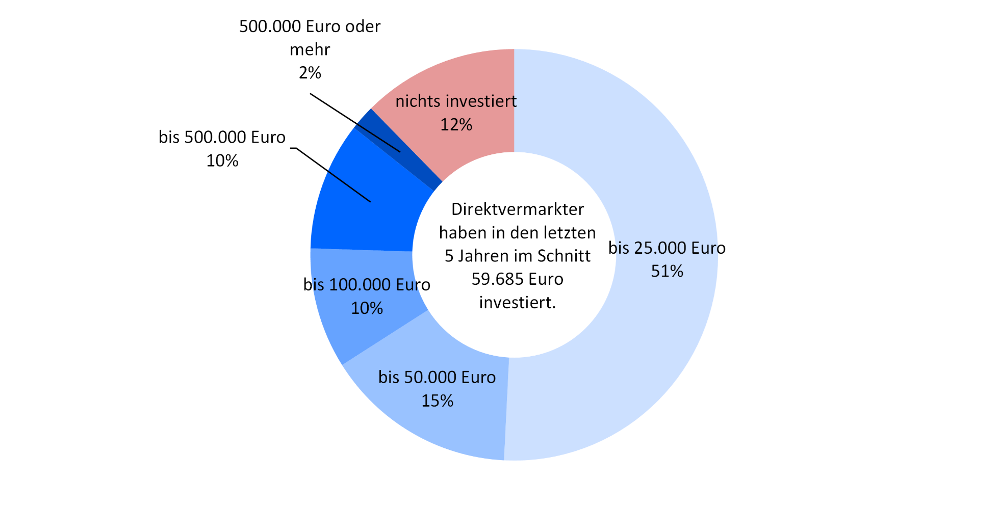 500.000 Euro oder
mehr
2%
nichts investiert
12%
bis 500.000 Euro
10%
Direktvermarkter
haben in den letzten
5 Jahren im Schnitt
59.685 Euro
investiert.
bis 25.000 Euro
51%
bis 100.000 Euro
10%
bis 50.000 Euro
15%